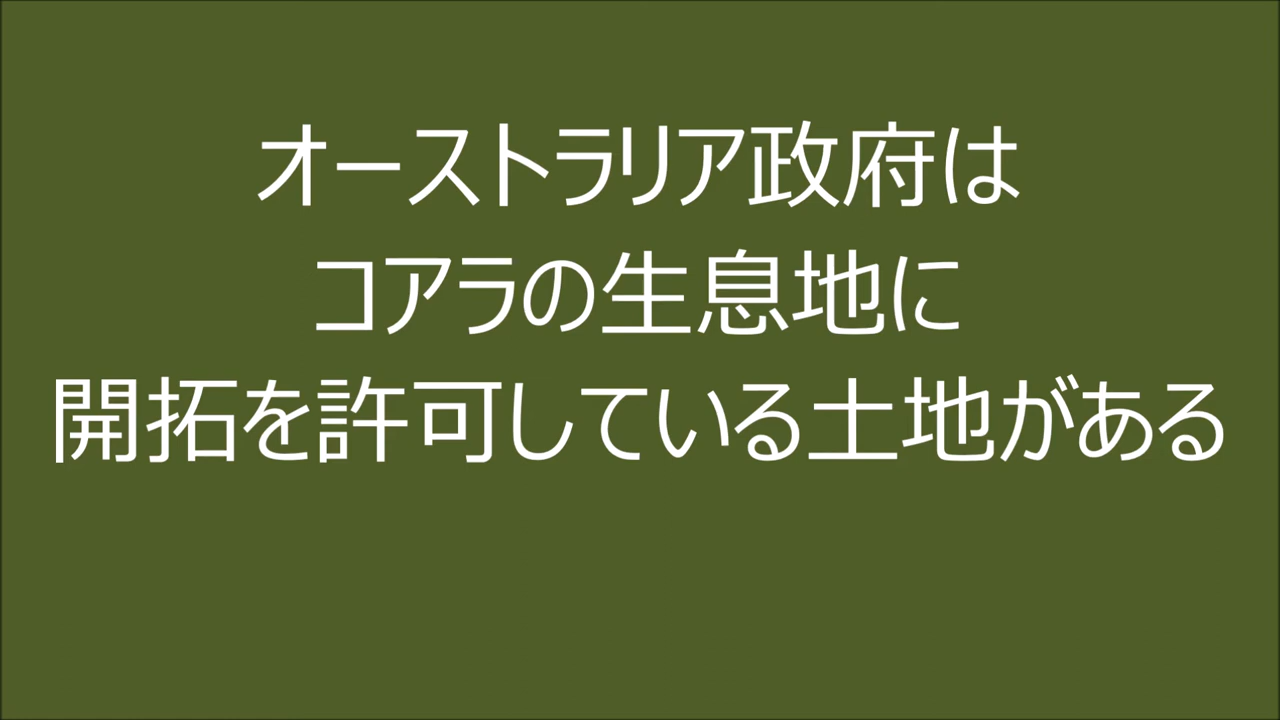 オーストラリア政府は
コアラの生息地に
開拓を許可している土地がある